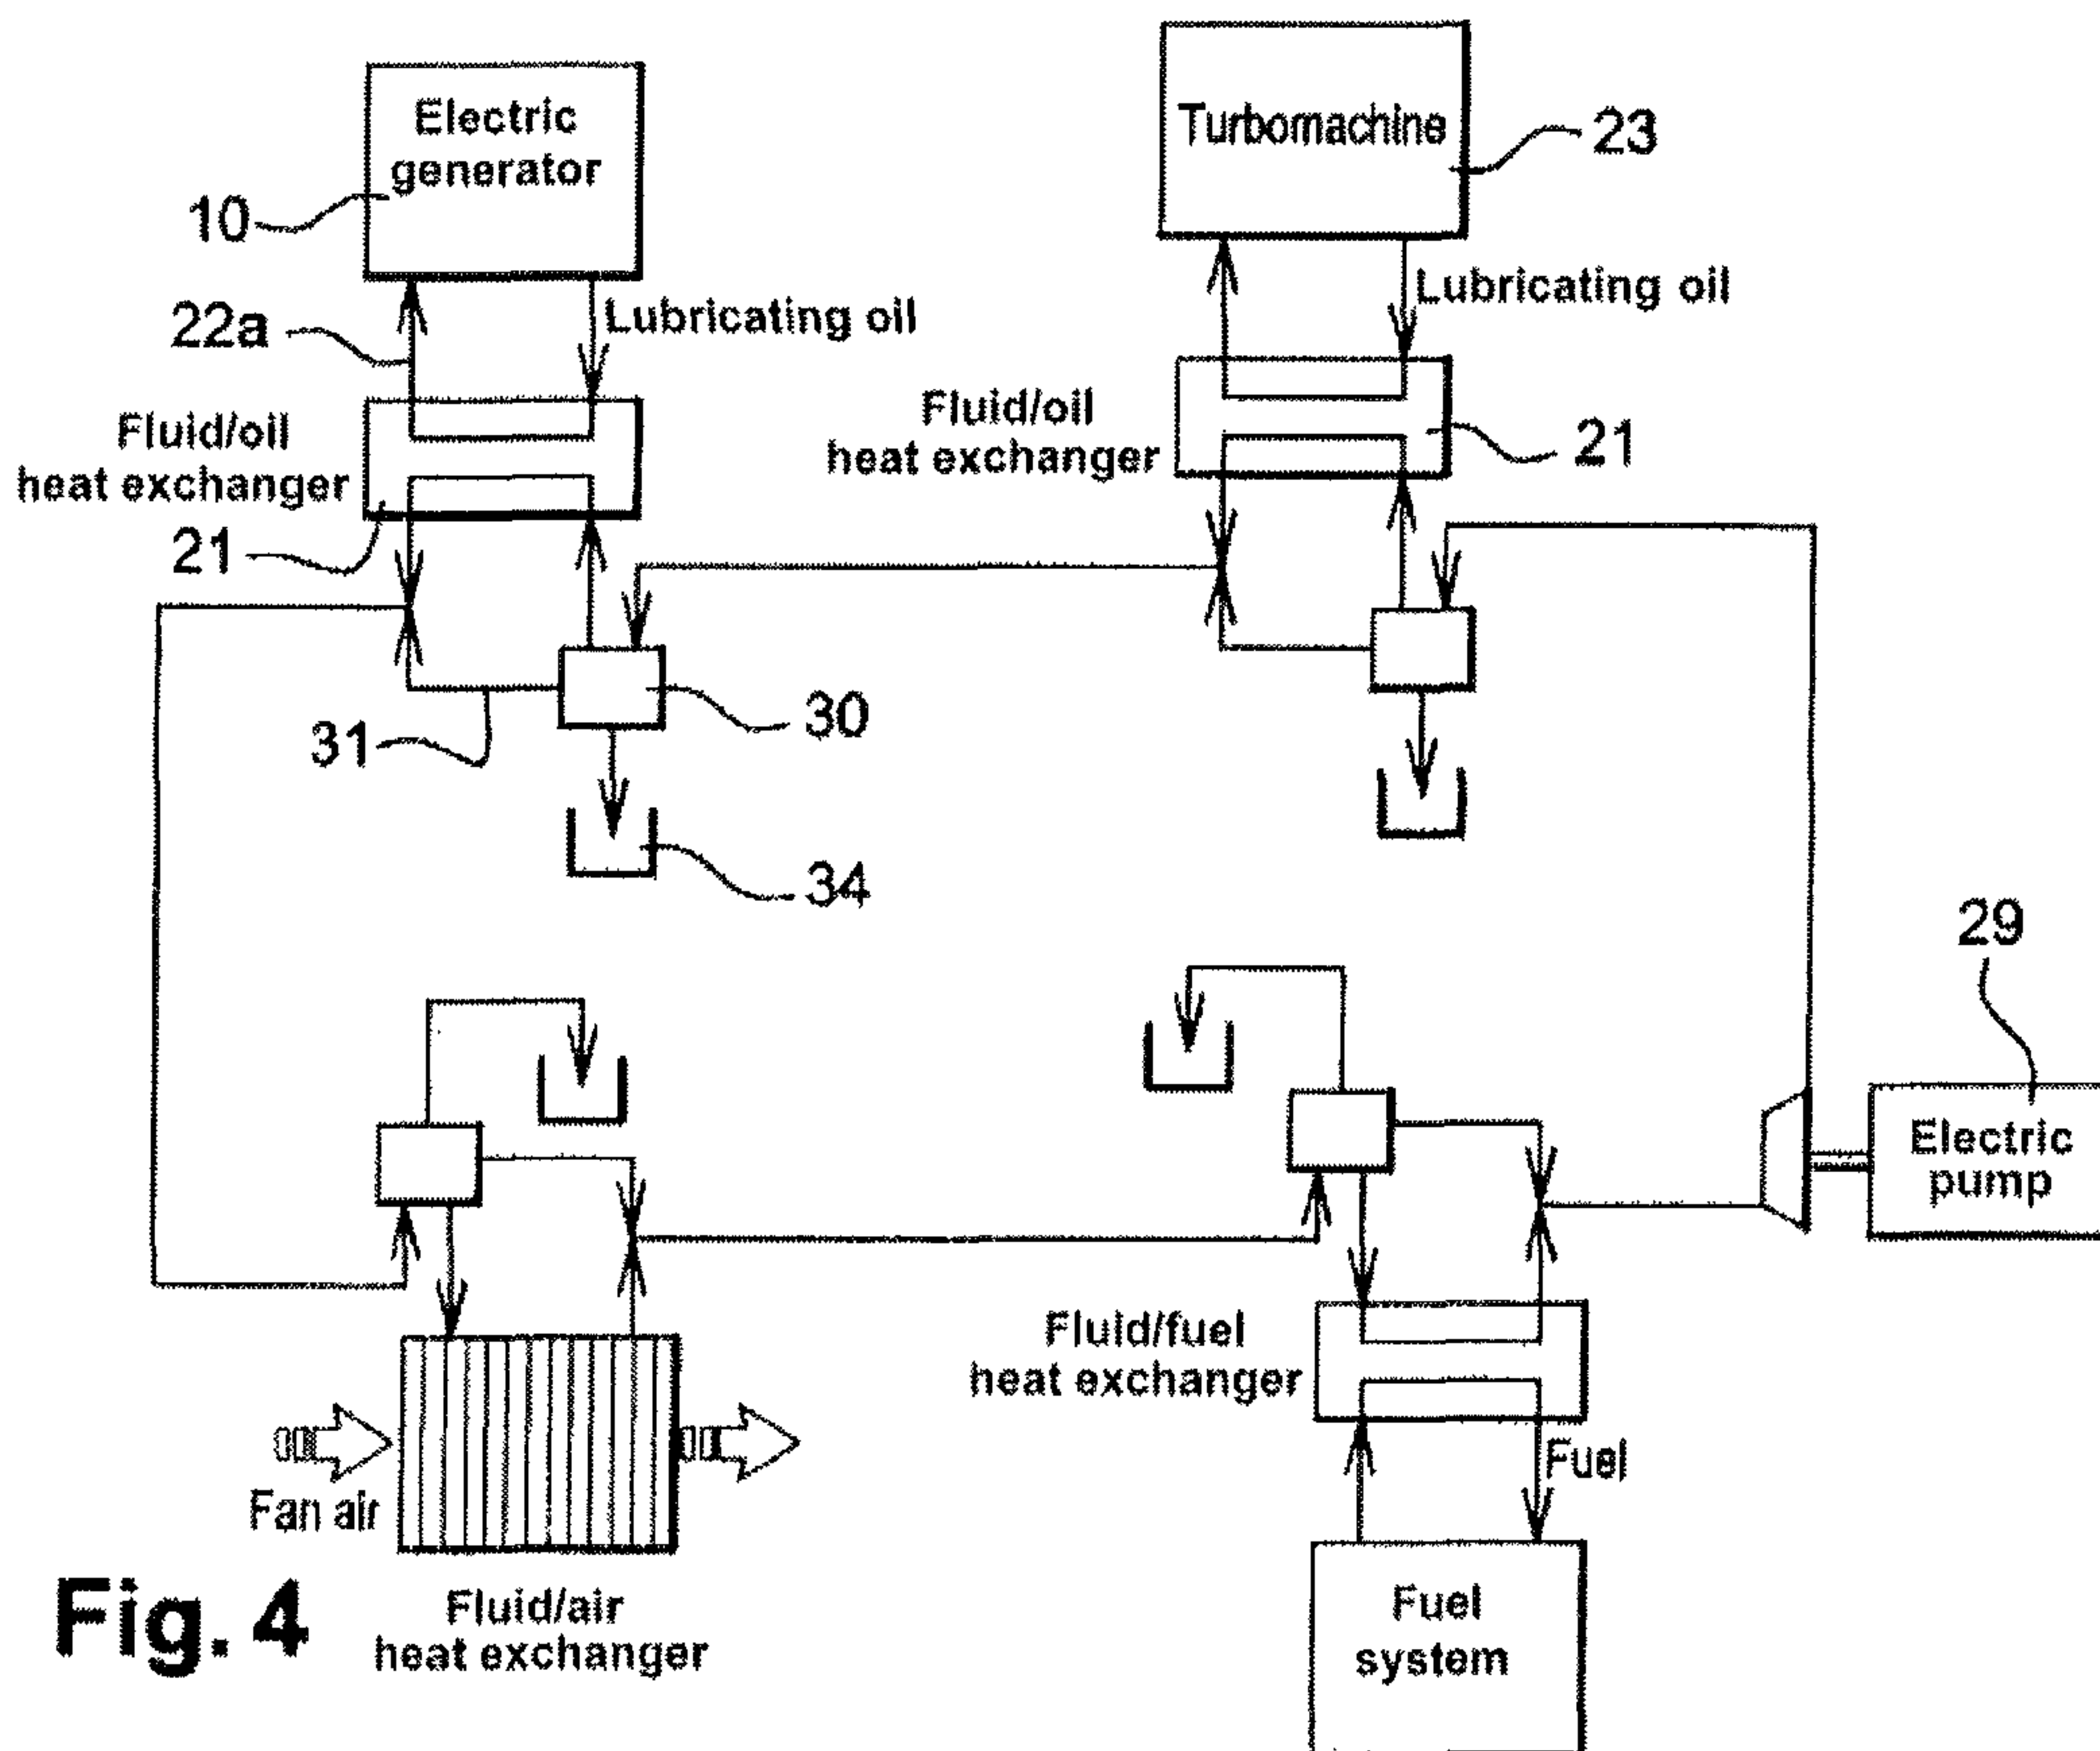 Electric
generator
10
22a
Lubricating oil
Fluid/oil
heat exchanger
21
31
30
34
Turbomachine
23
Lubricating oil
Fluid/oil
heat exchanger
21
29
Electric
pump
Fan air
Fluid/air
heat exchanger
Fluid/fuel
heat exchanger
Fuel
Fuel
system
Fig. 4